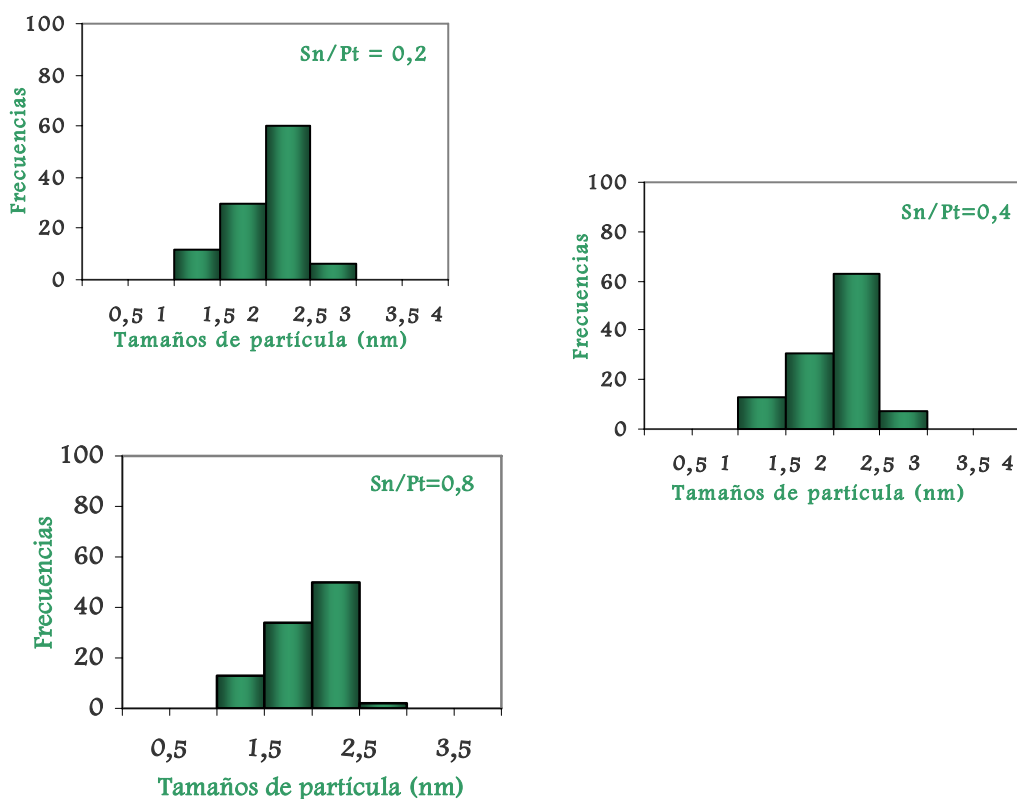 100
80
60
40
20
0
Frecuencias
Sn/Pt = 0,2
0,5 1 1,5 2 2,5 3 3,5 4
Tamaños de partícula (nm)
100
80
60
40
20
0
Frecuencias
Sn/Pt=0,4
0,5 1 1,5 2 2,5 3 3,5 4
Tamaños de partícula (nm)
100
80
60
40
20
0
Frecuencias
Sn/Pt=0,8
0,5 1,5 2,5 3,5
Tamaños de partícula (nm)